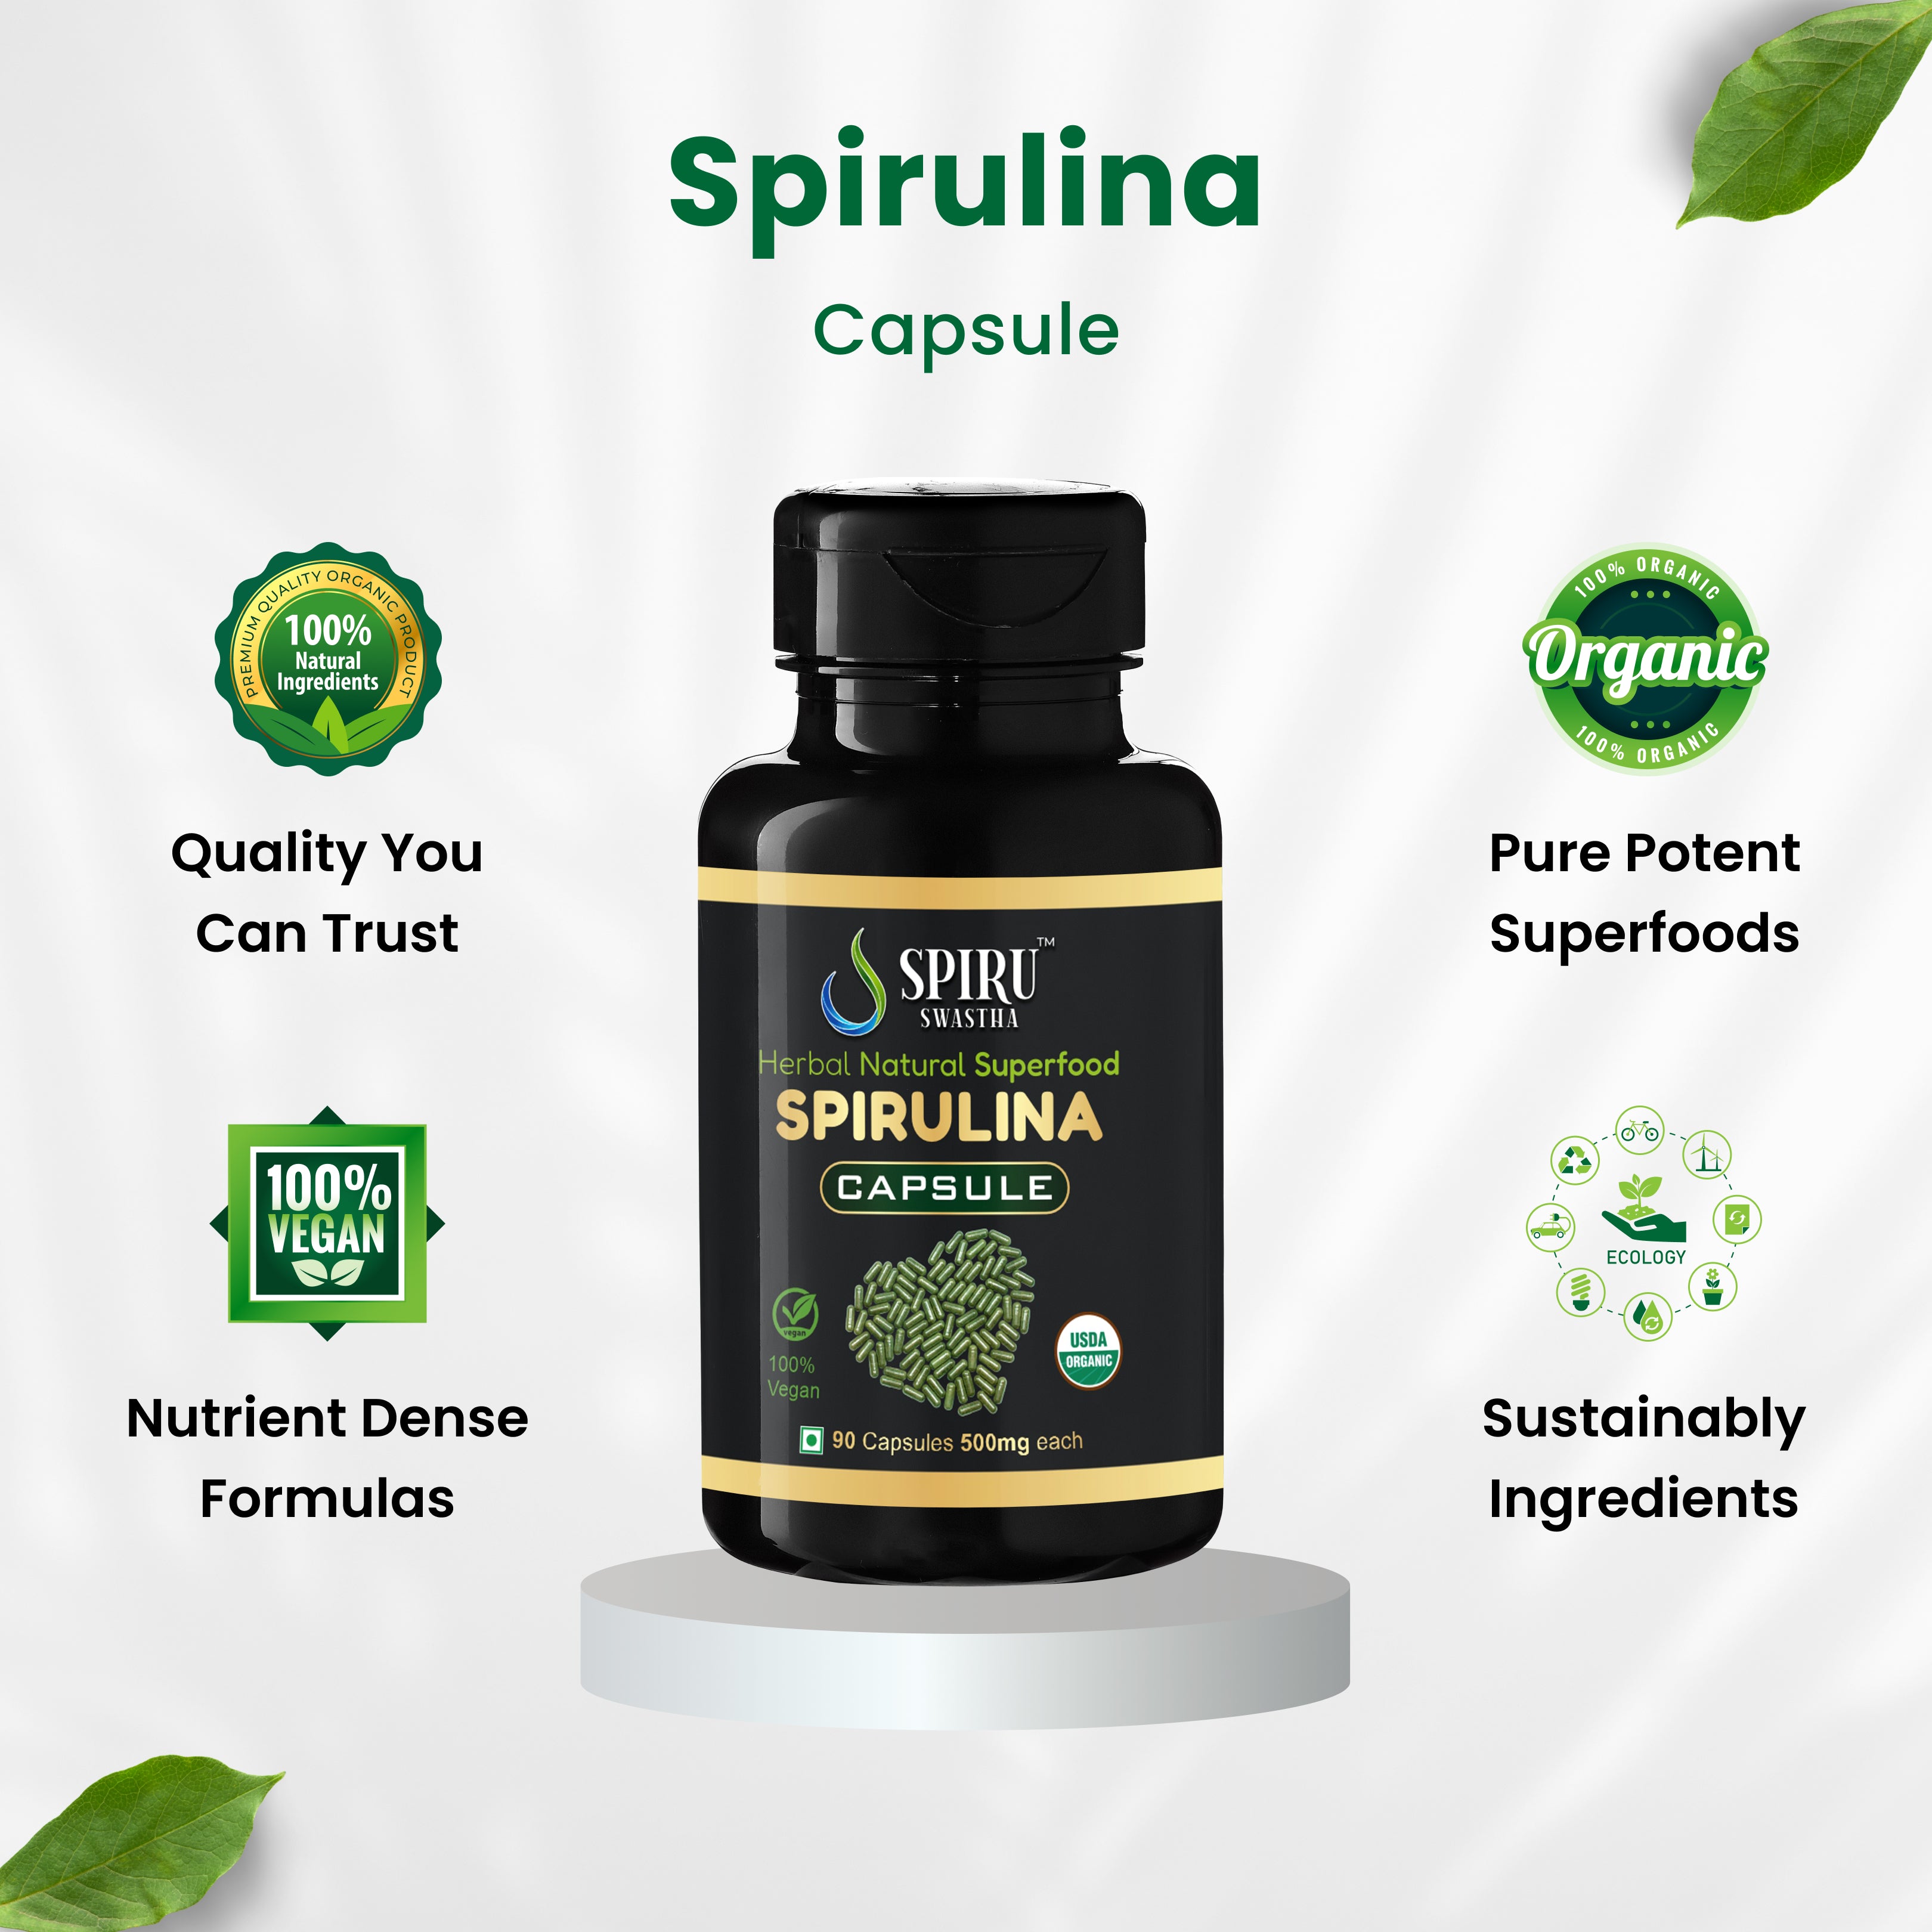 Spirulina
Capsule
PREMIUM QUALITY ORGANIC PRODUCT
100%
Natural
Ingredients
Quality You
Can Trust
100%
VEGAN
Nutrient Dense
Formulas
SPIRU™
SWASTHA
Herbal Natural Superfood
SPIRULINA
CAPSULE
vegan
100%
Vegan
USDA
ORGANIC
90 Capsules 500mg each
100% ORGANIC
Organic
100% ORGANIC
Pure Potent
Superfoods
ECOLOGY
Sustainably
Ingredients